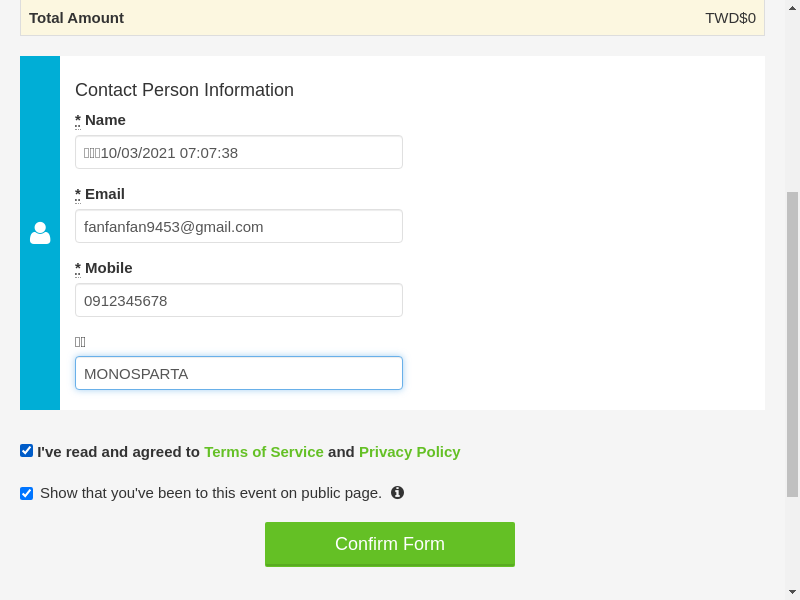 Total Amount TWD$0
Contact Person Information
* Name
10/03/2021 07:07:38
* Email
fanfanfan9453@gmail.com
* Mobile
0912345678
MONOSPARTA
I've read and agreed to Terms of Service and Privacy Policy
Show that you've been to this event on public page.
Confirm Form